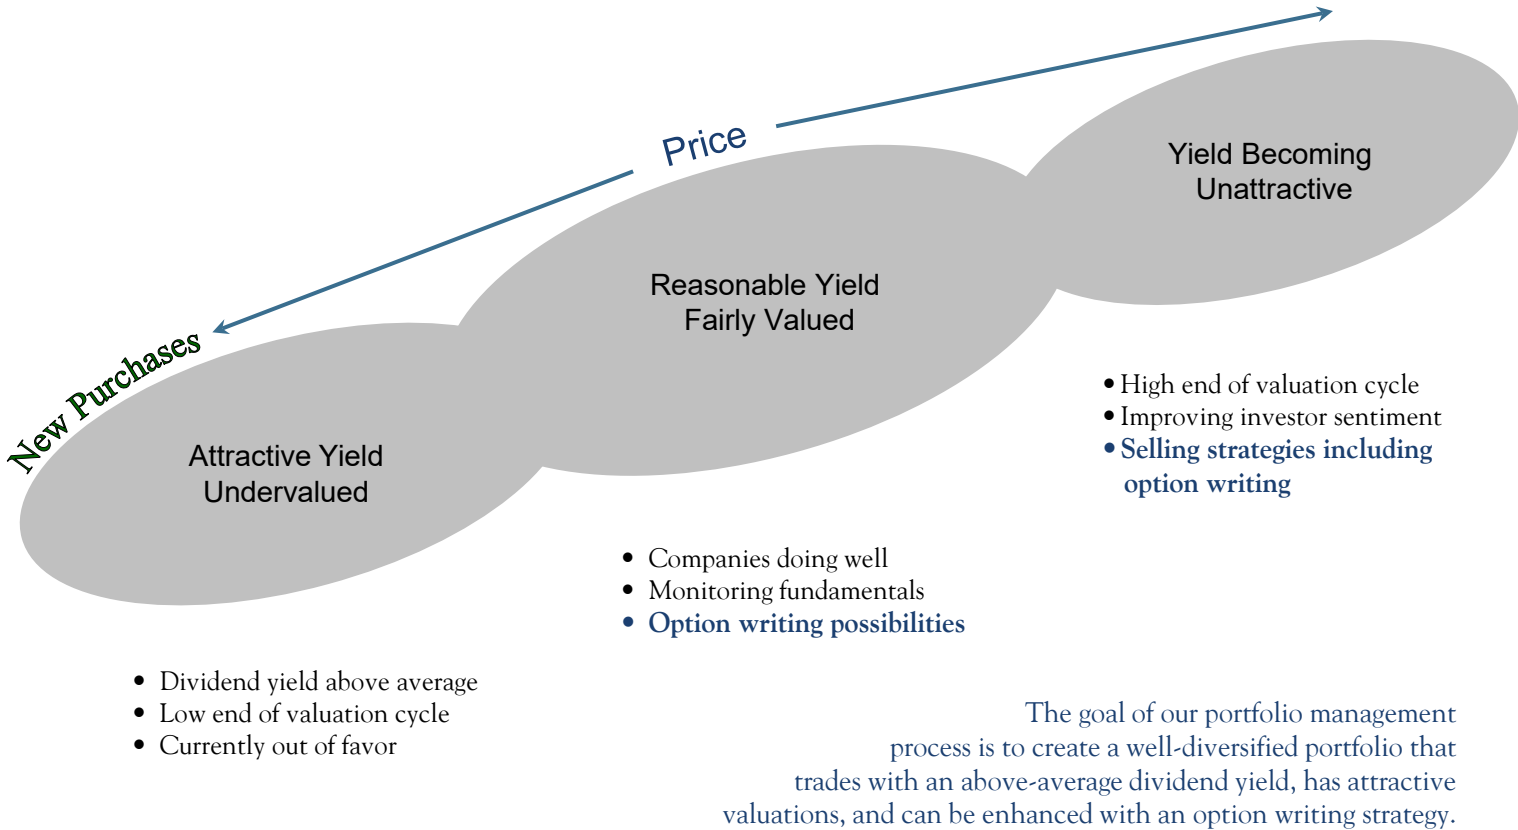 Price
Yield Becoming
Unattractive
Reasonable Yield
Fairly Valued
New Purchases
Attractive Yield
Undervalued
• High end of valuation cycle
• Improving investor sentiment
• Selling strategies including
option writing
• Companies doing well
• Monitoring fundamentals
• Option writing possibilities
• Dividend yield above average
• Low end of valuation cycle
• Currently out of favor
The goal of our portfolio management
process is to create a well-diversified portfolio that
trades with an above-average dividend yield, has attractive
valuations, and can be enhanced with an option writing strategy.